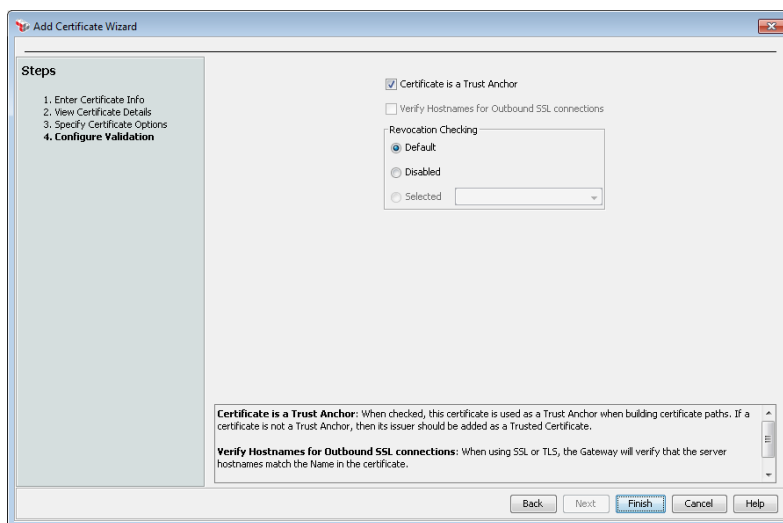 Add Certificate Wizard
Steps
1. Enter Certificate Info
2. View Certificate Details
3. Specify Certificate Options
4. Configure Validation
Certificate is a Trust Anchor
Verify Hostnames for Outbound SSL connections
Revocation Checking
Default
Disabled
Selected
Certificate is a Trust Anchor: When checked, this certificate is used as a Trust Anchor when building certificate paths. If a
certificate is not a Trust Anchor, then its issuer should be added as a Trusted Certificate.
Verify Hostnames for Outbound SSL connections: When using SSL or TLS, the Gateway will verify that the server
hostnames match the Name in the certificate.
Back Next Finish Cancel Help